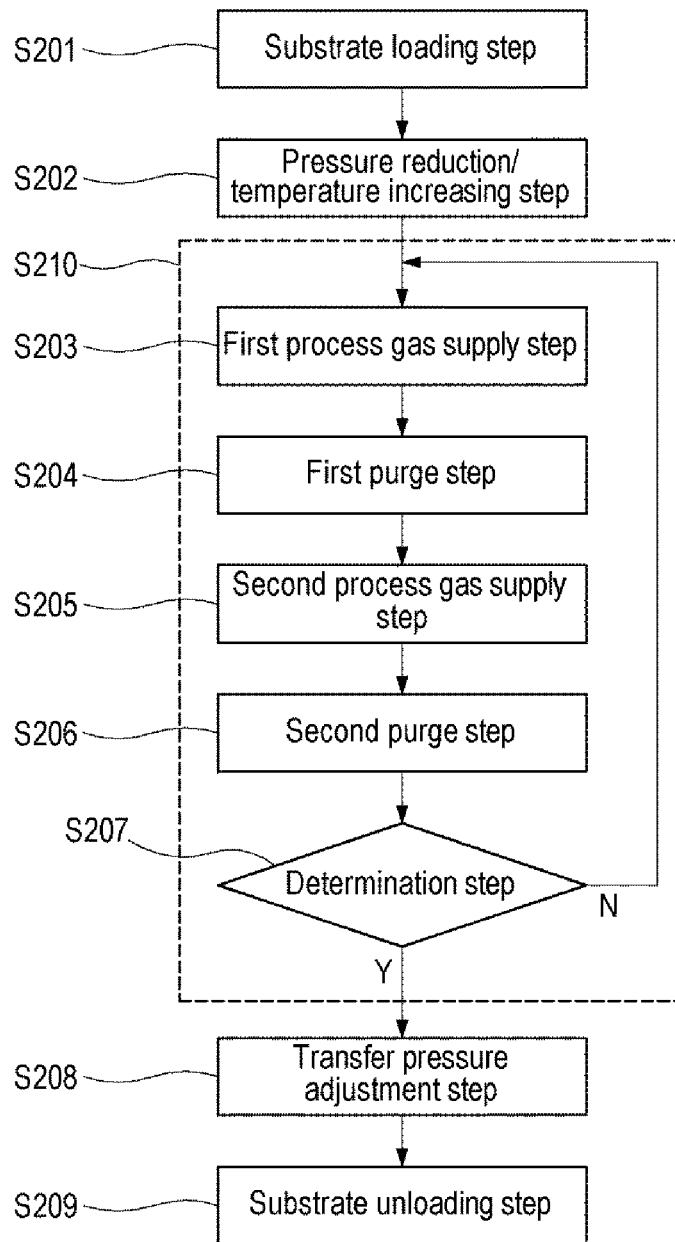 S201
Substrate loading step
S202
Pressure reduction/
temperature increasing step
S210
S203
First process gas supply step
S204
First purge step
S205
Second process gas supply
step
S206
Second purge step
S207
Determination step
N
Y
S208
Transfer pressure
adjustment step
S209
Substrate unloading step